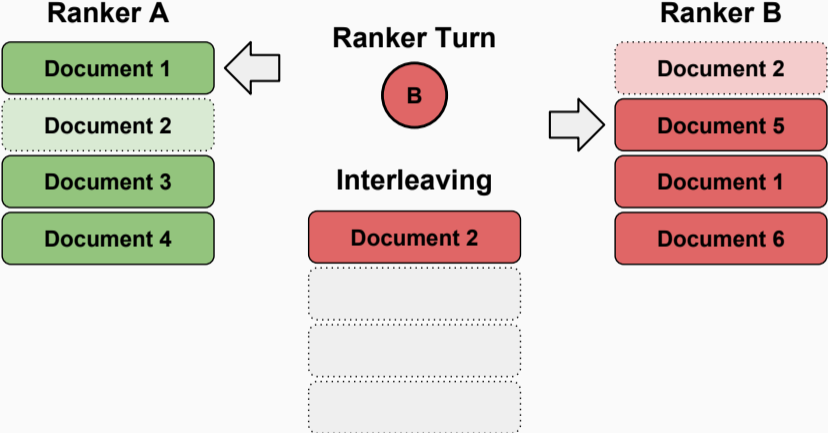 Ranker A
Document 1
Document 2
Document 3
Document 4
Ranker Turn
B
Interleaving
Document 2
Ranker B
Document 2
Document 5
Document 1
Document 6